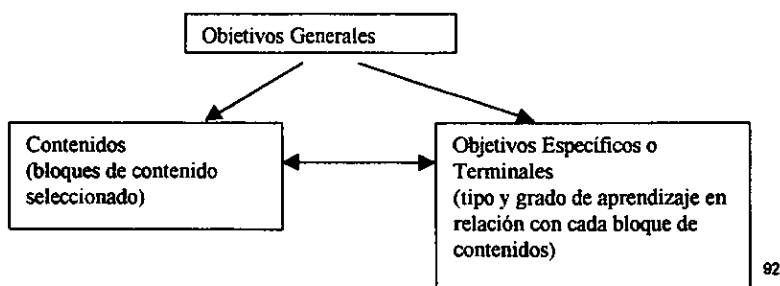 Objetivos Generales
Contenidos
(bloques de contenido
seleccionado)
Objetivos Específicos o
Terminales
(tipo y grado de aprendizaje en
relación con cada bloque de
contenidos)
92